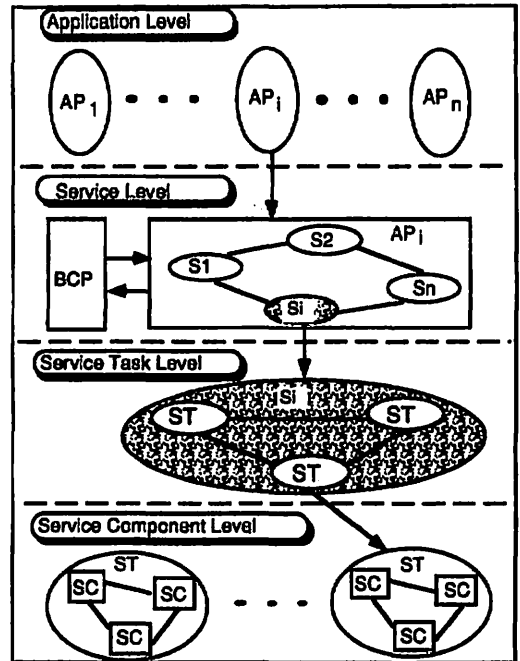 Application Level
AP1 APi APn
Service Level
APi
S2
S1
BCP
Sn
Si
Service Task Level
Si
ST ST
ST
Service Component Level
ST ST
SC SC SC SC
SC SC